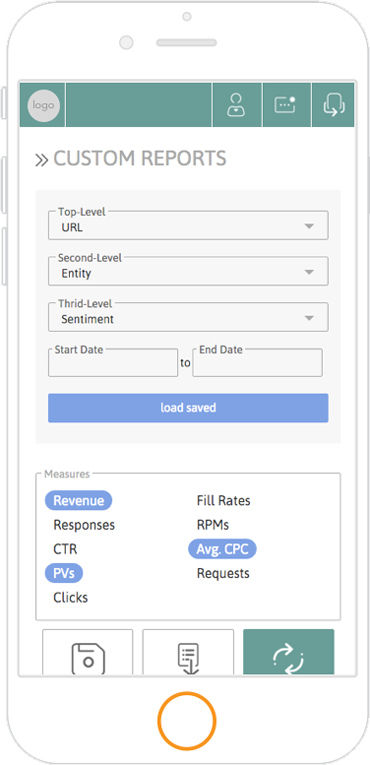 logo
CUSTOM REPORTS
Top-Level
URL
Second-Level
Entity
Thrid-Level
Sentiment
Start Date
to
End Date
load saved
Measures
Revenue
Fill Rates
Responses
RPMs
CTR
Avg. CPC
PVs
Requests
Clicks